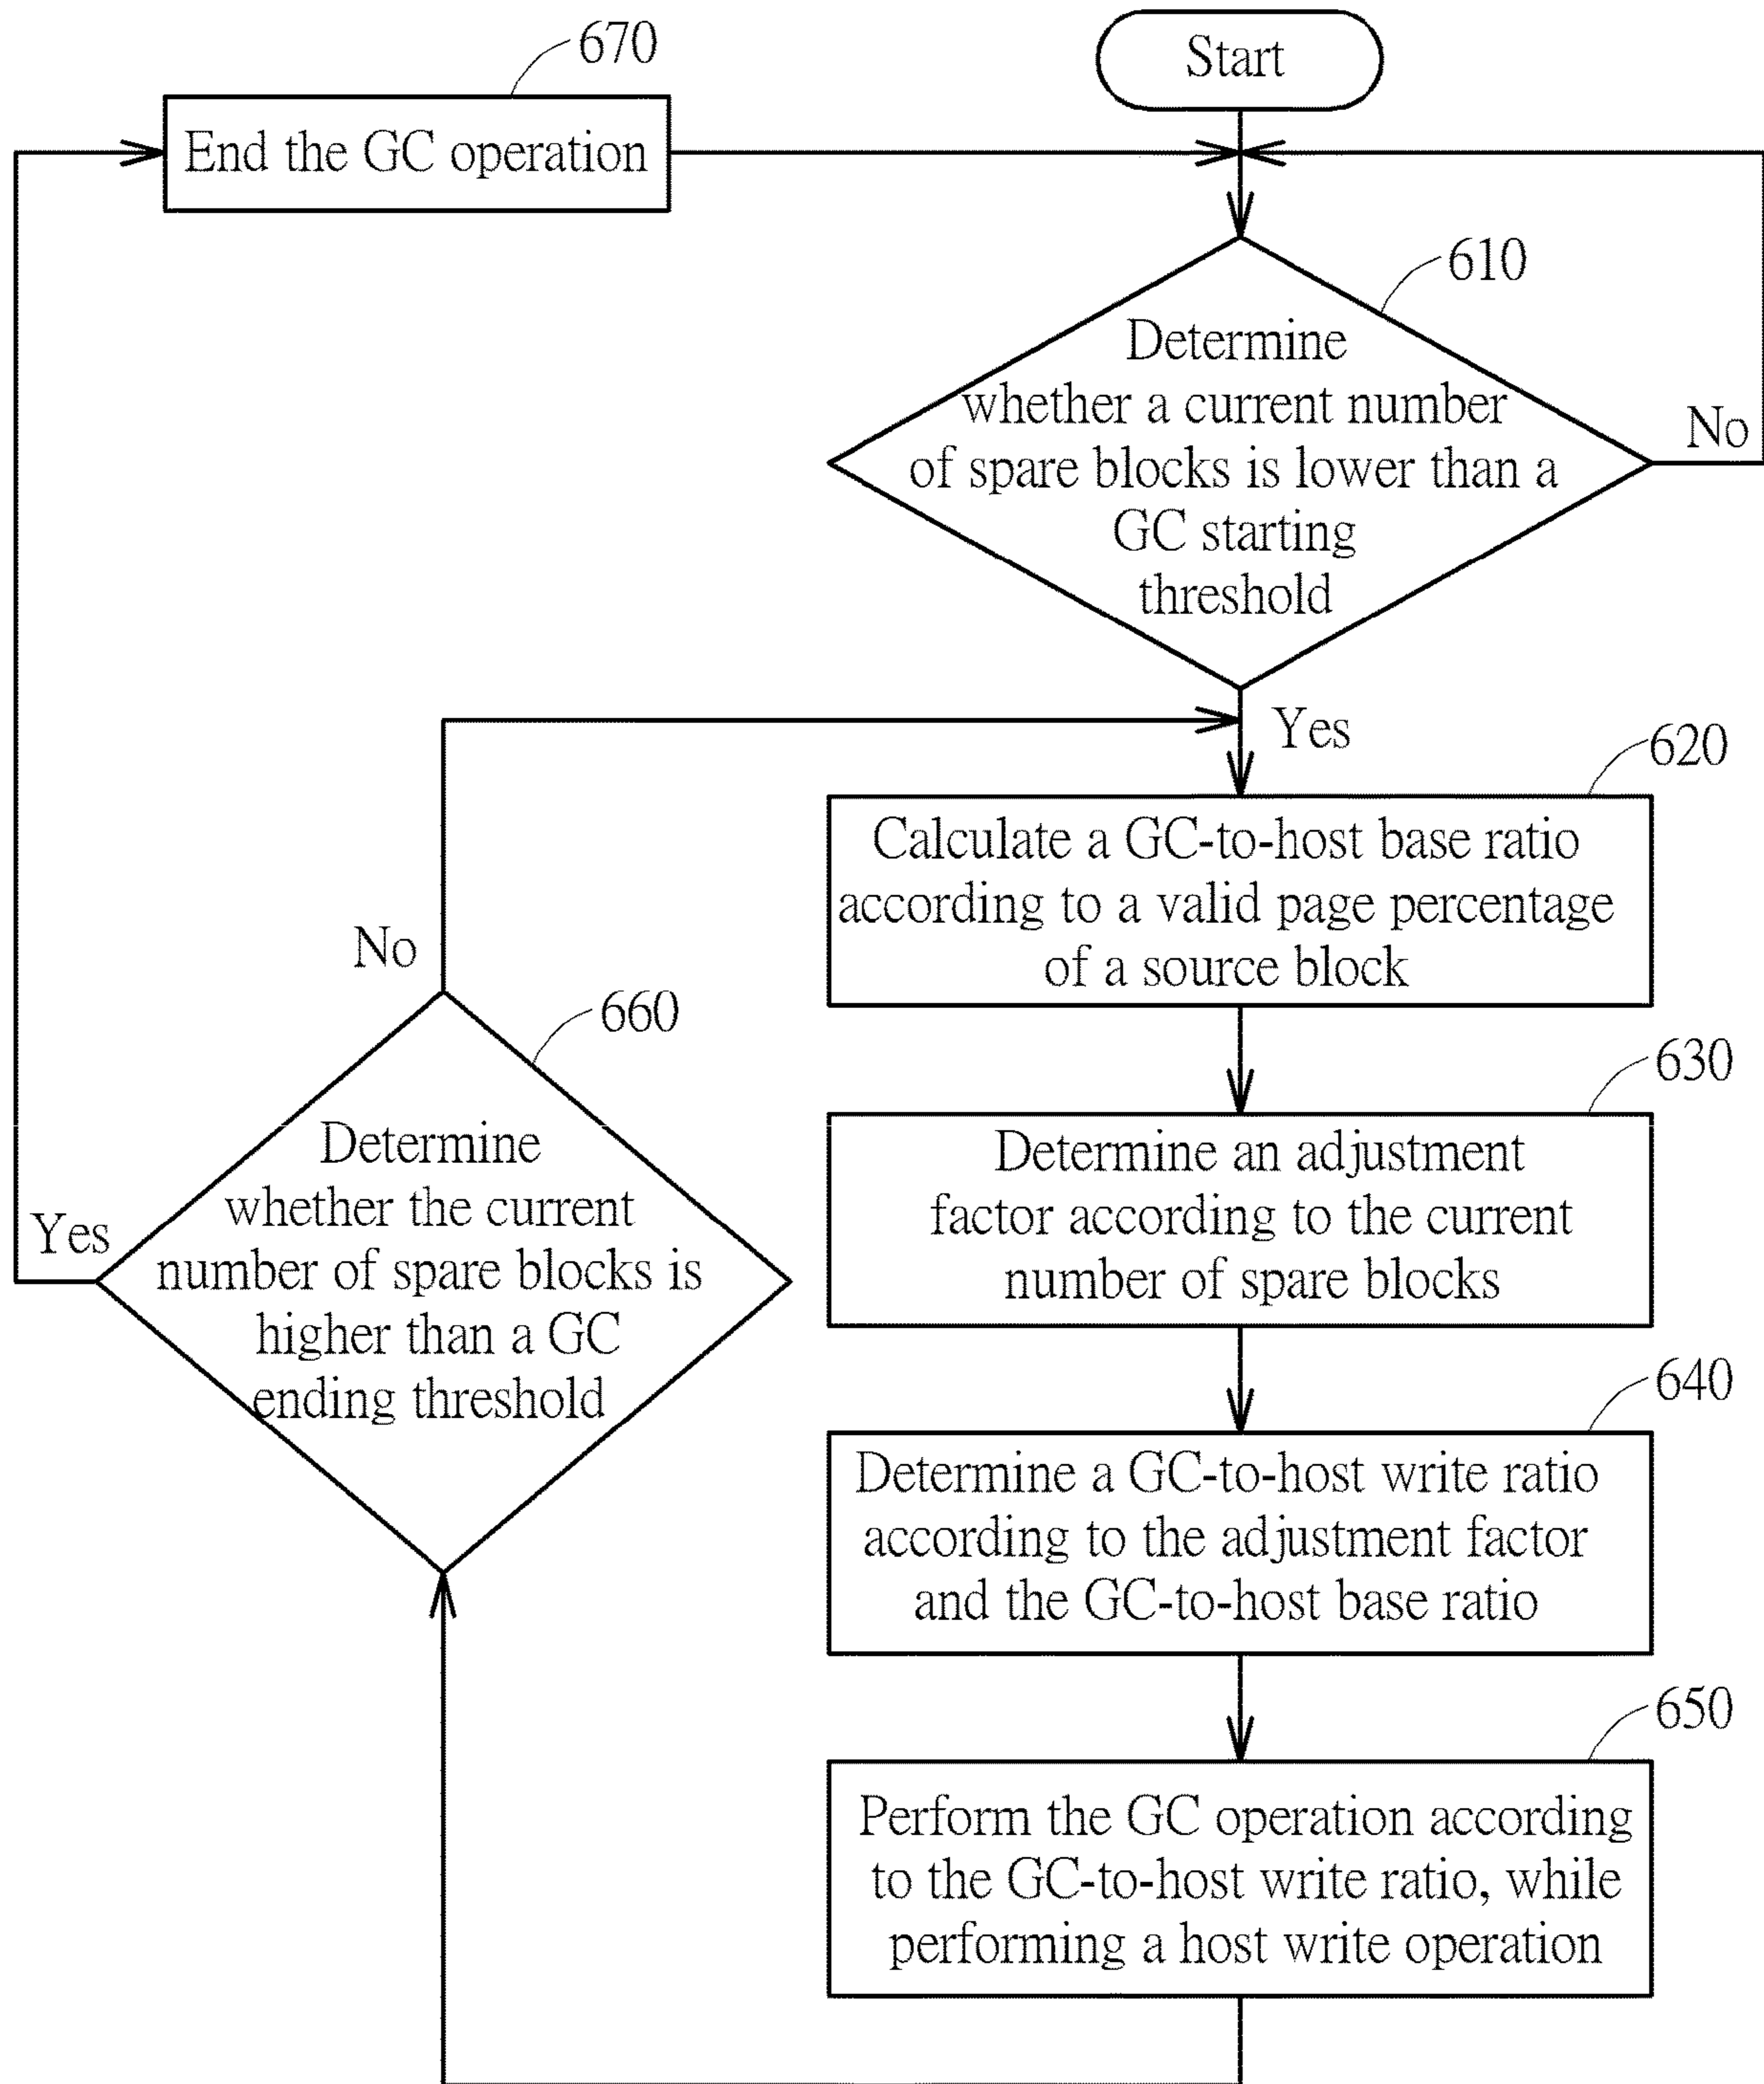 670
Start
End the GC operation
610
Determine
whether a current number
of spare blocks is lower than a
GC starting
threshold
No
Yes
620
Calculate a GC-to-host base ratio
according to a valid page percentage
of a source block
No
660
630
Determine
whether the current
number of spare blocks is
higher than a GC
ending threshold
Yes
Determine an adjustment
factor according to the current
number of spare blocks
640
Determine a GC-to-host write ratio
according to the adjustment factor
and the GC-to-host base ratio
650
Perform the GC operation according
to the GC-to-host write ratio, while
performing a host write operation